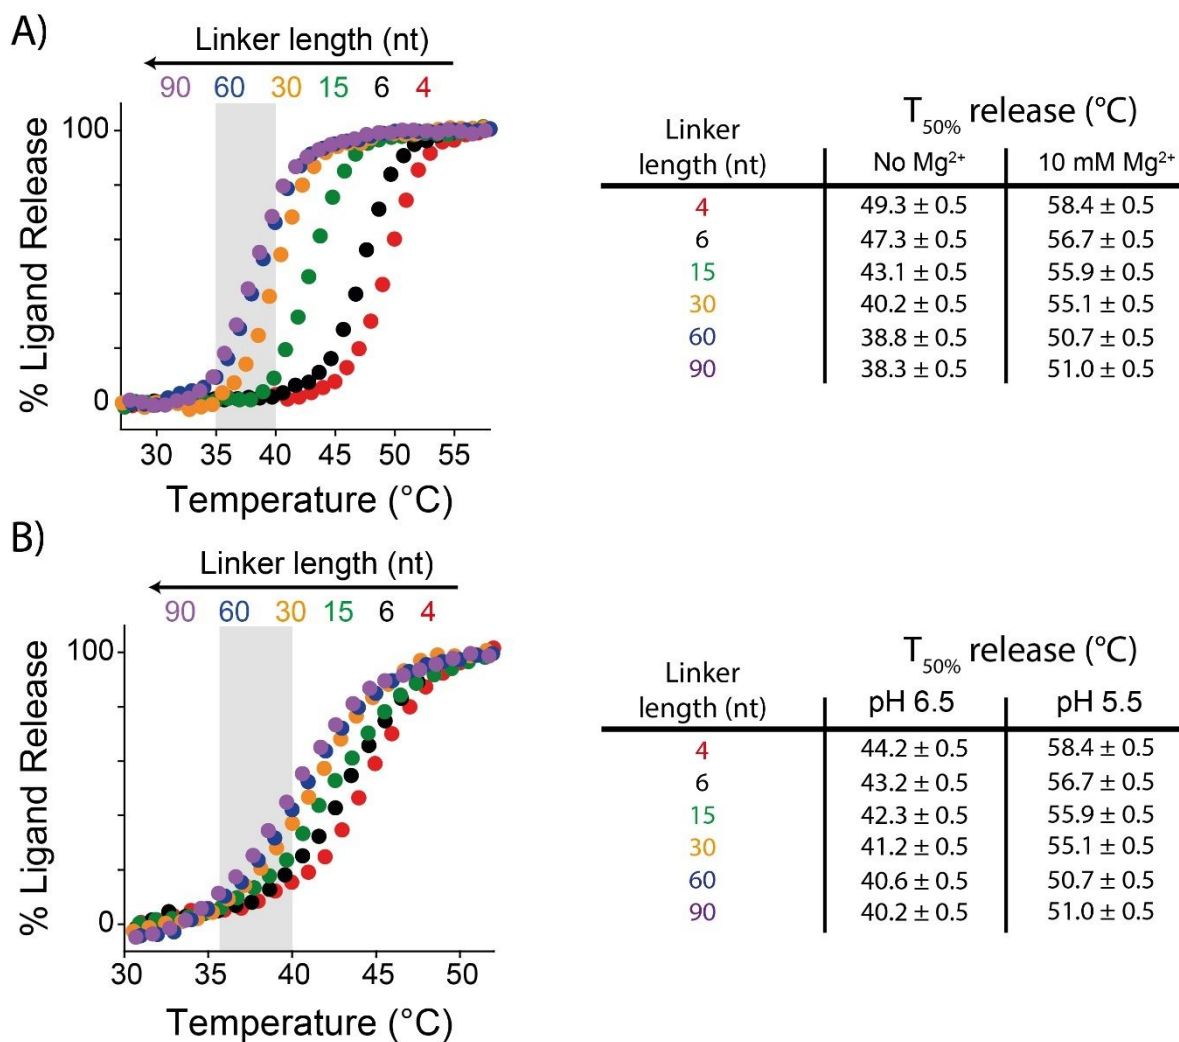 A)
Linker length (nt)
90 60 30 15 6 4
% Ligand Release
100
0
30 35 40 45 50 55
Temperature (°C)
Linker length (nt)
T50% release (°C)
No Mg2+ 10 mM Mg2+
4 49.3 ± 0.5 58.4 ± 0.5
6 47.3 ± 0.5 56.7 ± 0.5
15 43.1 ± 0.5 55.9 ± 0.5
30 40.2 ± 0.5 55.1 ± 0.5
60 38.8 ± 0.5 50.7 ± 0.5
90 38.3 ± 0.5 51.0 ± 0.5
B)
Linker length (nt)
90 60 30 15 6 4
% Ligand Release
100
0
30 35 40 45 50
Temperature (°C)
Linker length (nt)
T50% release (°C)
pH 6.5 pH 5.5
4 44.2 ± 0.5 58.4 ± 0.5
6 43.2 ± 0.5 56.7 ± 0.5
15 42.3 ± 0.5 55.9 ± 0.5
30 41.2 ± 0.5 55.1 ± 0.5
60 40.6 ± 0.5 50.7 ± 0.5
90 40.2 ± 0.5 51.0 ± 0.5